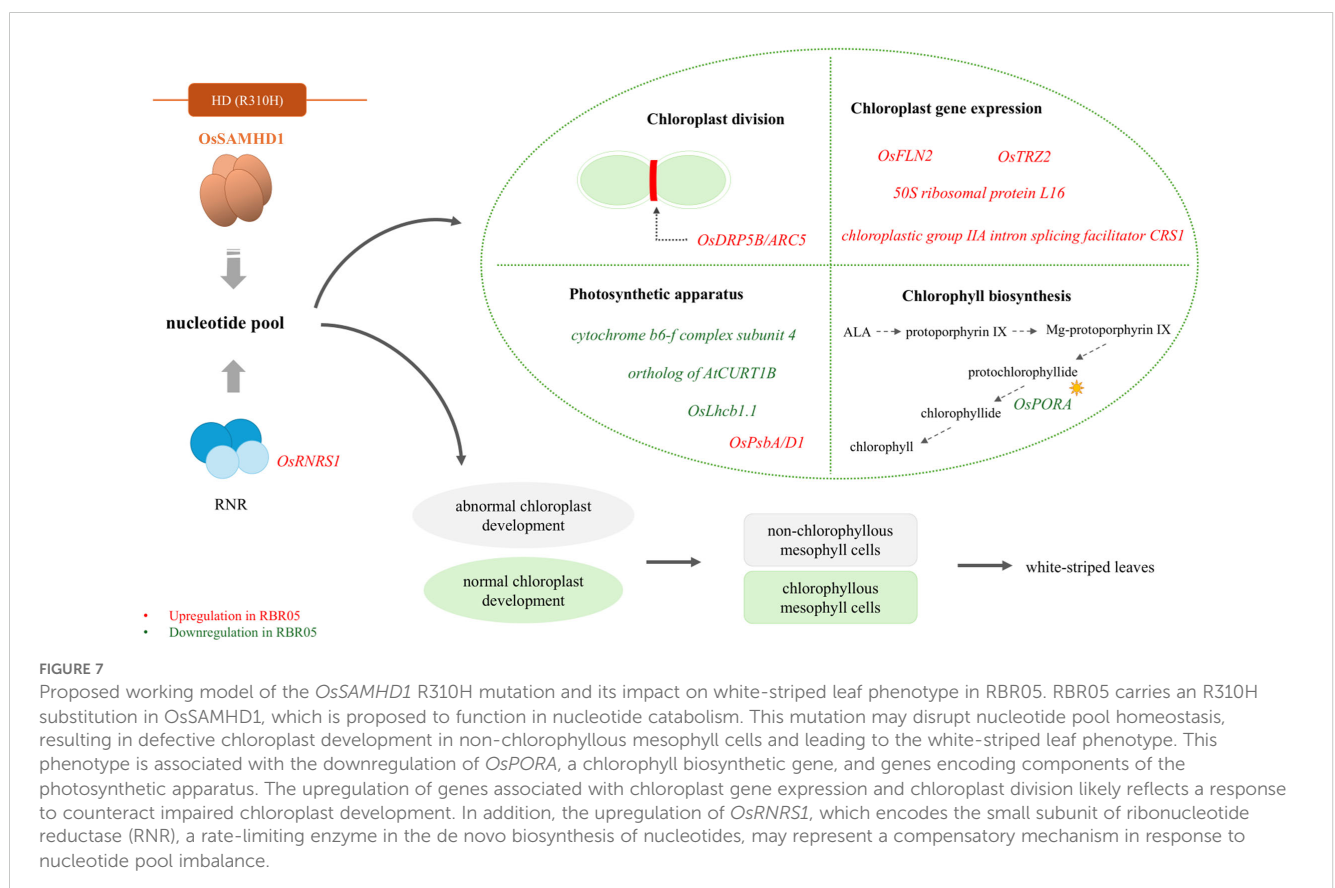 HD (R310H)
OsSAMHD1
nucleotide pool
OsRNRS1
RNR
Chloroplast division
OsDRP5B/ARC5
Chloroplast gene expression
OsFLN2
OsTRZ2
50S ribosomal protein L16
chloroplastic group IIA intron splicing facilitator CRS1
Photosynthetic apparatus
cytochrome b6-f complex subunit 4
ortholog of AtCURT1B
OsLhcb1.1
OsPsbA/D1
Chlorophyll biosynthesis
ALA
protoporphyrin IX
Mg-protoporphyrin IX
protochlorophyllide
OsPORA
chlorophyllide
chlorophyll
abnormal chloroplast
development
normal chloroplast
development
non-chlorophyllous
mesophyll cells
chlorophyllous
mesophyll cells
white-striped leaves
• Upregulation in RBR05
• Downregulation in RBR05
FIGURE 7
Proposed working model of the OsSAMHD1 R310H mutation and its impact on white-striped leaf phenotype in RBR05. RBR05 carries an R310H
substitution in OsSAMHD1, which is proposed to function in nucleotide catabolism. This mutation may disrupt nucleotide pool homeostasis,
resulting in defective chloroplast development in non-chlorophyllous mesophyll cells and leading to the white-striped leaf phenotype. This
phenotype is associated with the downregulation of OsPORA, a chlorophyll biosynthetic gene, and genes encoding components of the
photosynthetic apparatus. The upregulation of genes associated with chloroplast gene expression and chloroplast division likely reflects a response
to counteract impaired chloroplast development. In addition, the upregulation of OsRNRS1, which encodes the small subunit of ribonucleotide
reductase (RNR), a rate-limiting enzyme in the de novo biosynthesis of nucleotides, may represent a compensatory mechanism in response to
nucleotide pool imbalance.